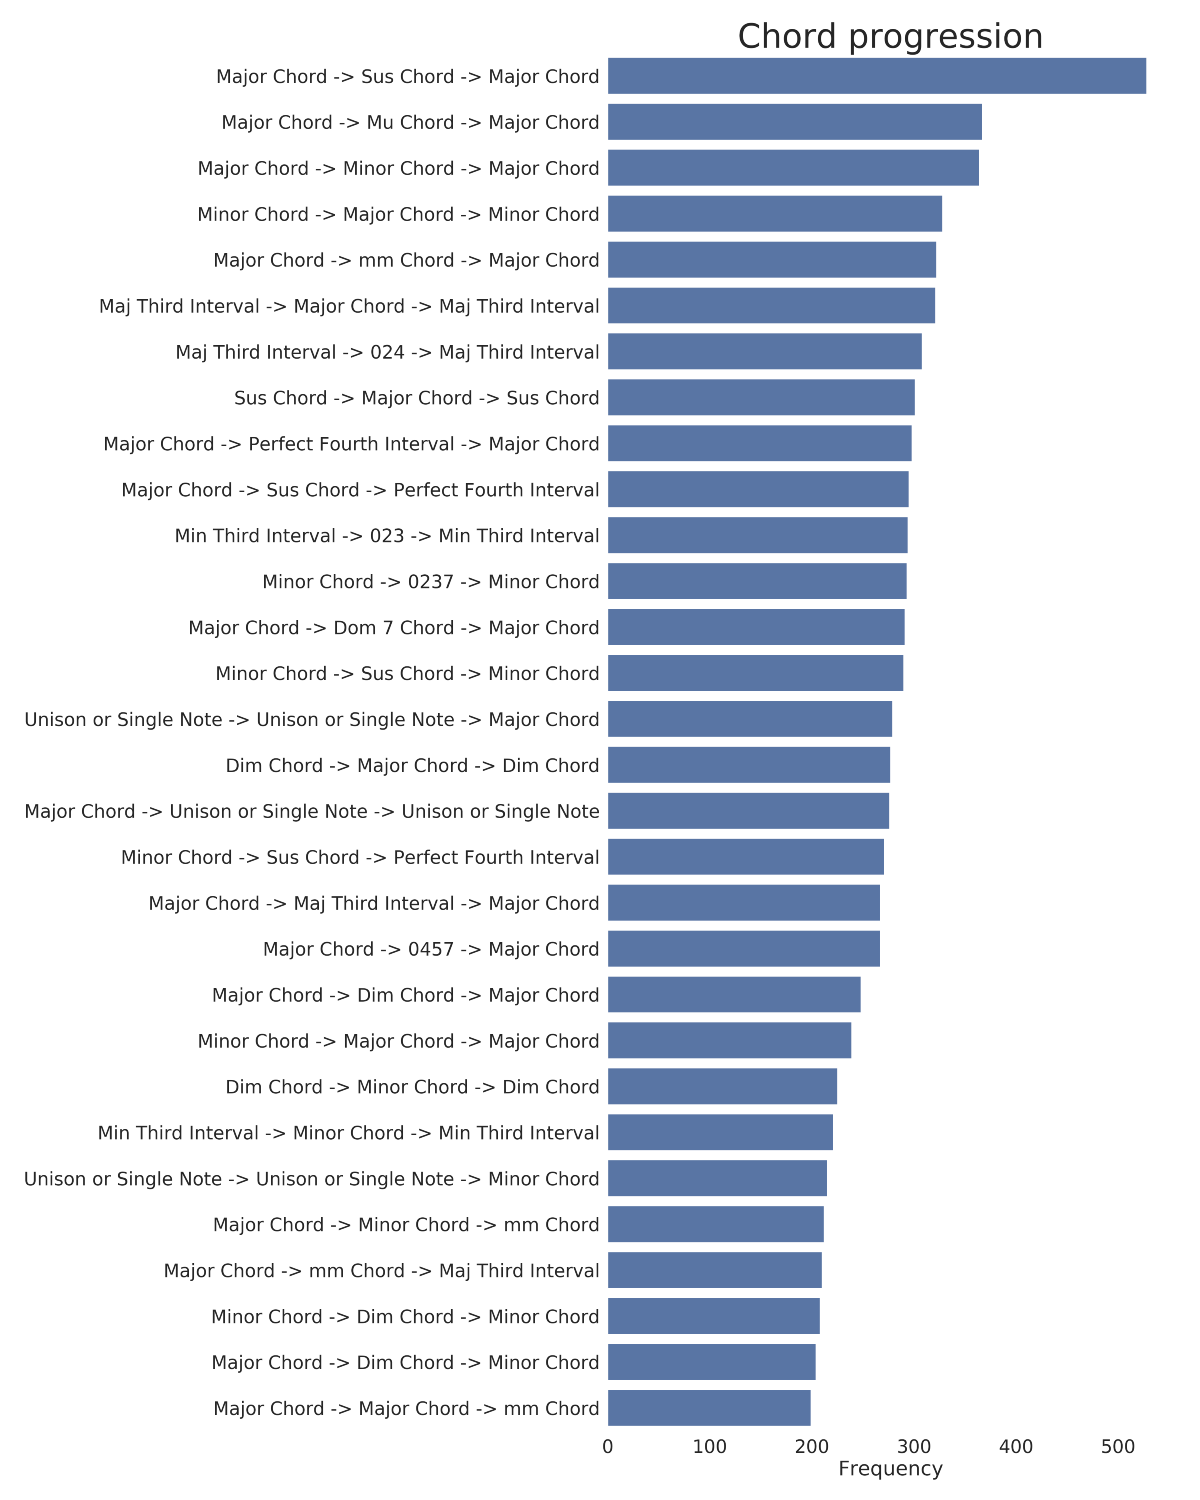 Chord progression
Major Chord -> Sus Chord -> Major Chord
Major Chord -> Mu Chord -> Major Chord
Major Chord -> Minor Chord -> Major Chord
Minor Chord -> Major Chord -> Minor Chord
Major Chord -> mm Chord -> Major Chord
Maj Third Interval -> Major Chord -> Maj Third Interval
Maj Third Interval -> 024 -> Maj Third Interval
Sus Chord -> Major Chord -> Sus Chord
Major Chord -> Perfect Fourth Interval -> Major Chord
Major Chord -> Sus Chord -> Perfect Fourth Interval
Min Third Interval -> 023 -> Min Third Interval
Minor Chord -> 0237 -> Minor Chord
Major Chord -> Dom 7 Chord -> Major Chord
Minor Chord -> Sus Chord -> Minor Chord
Unison or Single Note -> Unison or Single Note -> Major Chord
Dim Chord -> Major Chord -> Dim Chord
Major Chord -> Unison or Single Note -> Unison or Single Note
Minor Chord -> Sus Chord -> Perfect Fourth Interval
Major Chord -> Maj Third Interval -> Major Chord
Major Chord -> 0457 -> Major Chord
Major Chord -> Dim Chord -> Major Chord
Minor Chord -> Major Chord -> Major Chord
Dim Chord -> Minor Chord -> Dim Chord
Min Third Interval -> Minor Chord -> Min Third Interval
Unison or Single Note -> Unison or Single Note -> Minor Chord
Major Chord -> Minor Chord -> mm Chord
Major Chord -> mm Chord -> Maj Third Interval
Minor Chord -> Dim Chord -> Minor Chord
Major Chord -> Dim Chord -> Minor Chord
Major Chord -> Major Chord -> mm Chord
0 100 200 300 400 500
Frequency